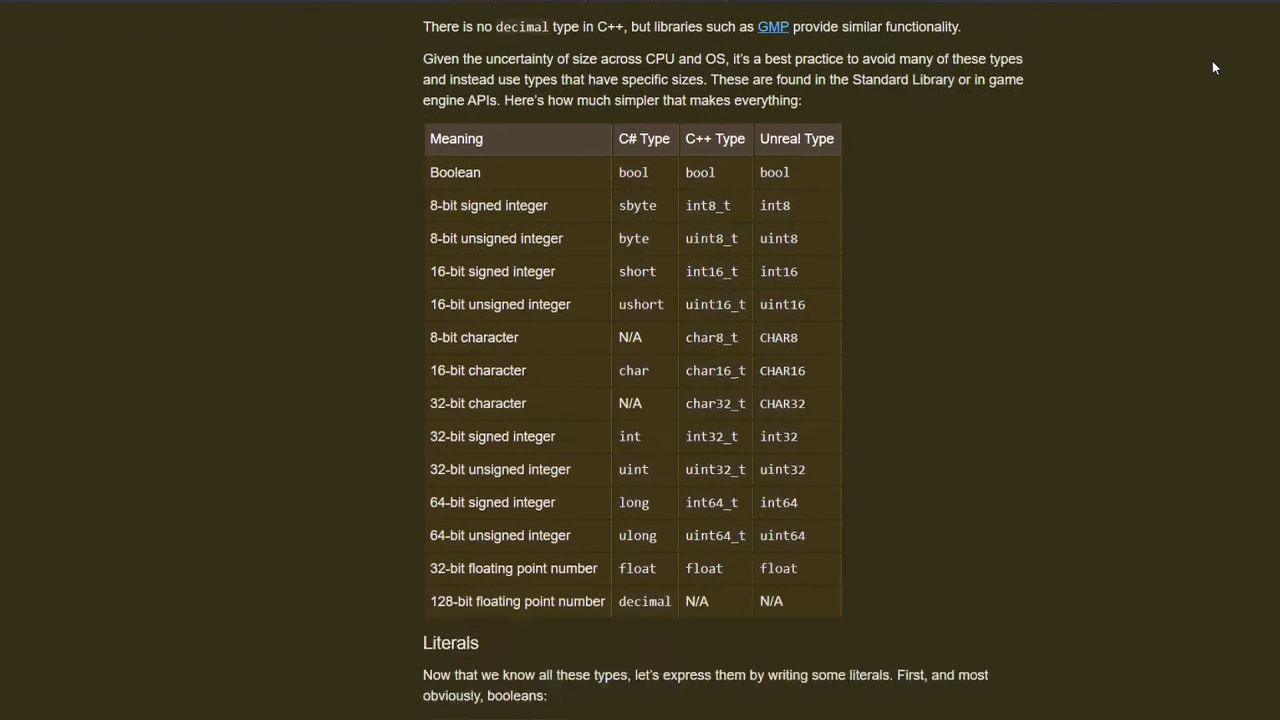 There is no decimal type in C++, but libraries such as GMP provide similar functionality.
Given the uncertainty of size across CPU and OS, it's a best practice to avoid many of these types
and instead use types that have specific sizes. These are found in the Standard Library or in game
engine APIs. Here's how much simpler that makes everything:
Meaning C# Type C++ Type Unreal Type
Boolean bool bool bool
8-bit signed integer sbyte int8_t int8
8-bit unsigned integer byte uint8_t uint8
16-bit signed integer short int16_t int16
16-bit unsigned integer ushort uint16_t uint16
8-bit character N/A char8_t CHAR8
16-bit character char char16_t CHAR16
32-bit character N/A char32_t CHAR32
32-bit signed integer int int32_t int32
32-bit unsigned integer uint uint32_t uint32
64-bit signed integer long int64_t int64
64-bit unsigned integer ulong uint64_t uint64
32-bit floating point number float float float
128-bit floating point number decimal N/A N/A
Literals
Now that we know all these types, let's express them by writing some literals. First, and most
obviously, booleans: